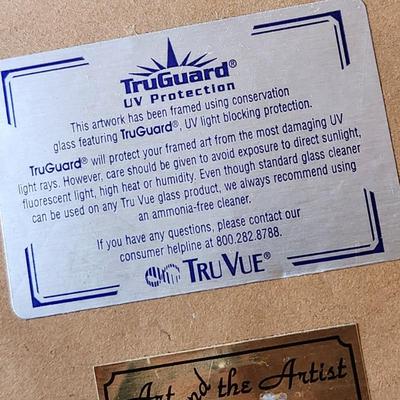 TruGuard®
UV Protection
This artwork has been framed using conservation
glass featuring TruGuard®, UV light blocking protection.
TruGuard® will protect your framed art from the most damaging UV
light rays. However, care should be given to avoid exposure to direct sunlight,
fluorescent light, high heat or humidity. Even though standard glass cleaner
can be used on any Tru Vue glass product, we always recommend using
an ammonia-free cleaner.
If you have any questions, please contact our
consumer helpline at 800.282.8788.
TRU VUE®
Art and the Artist